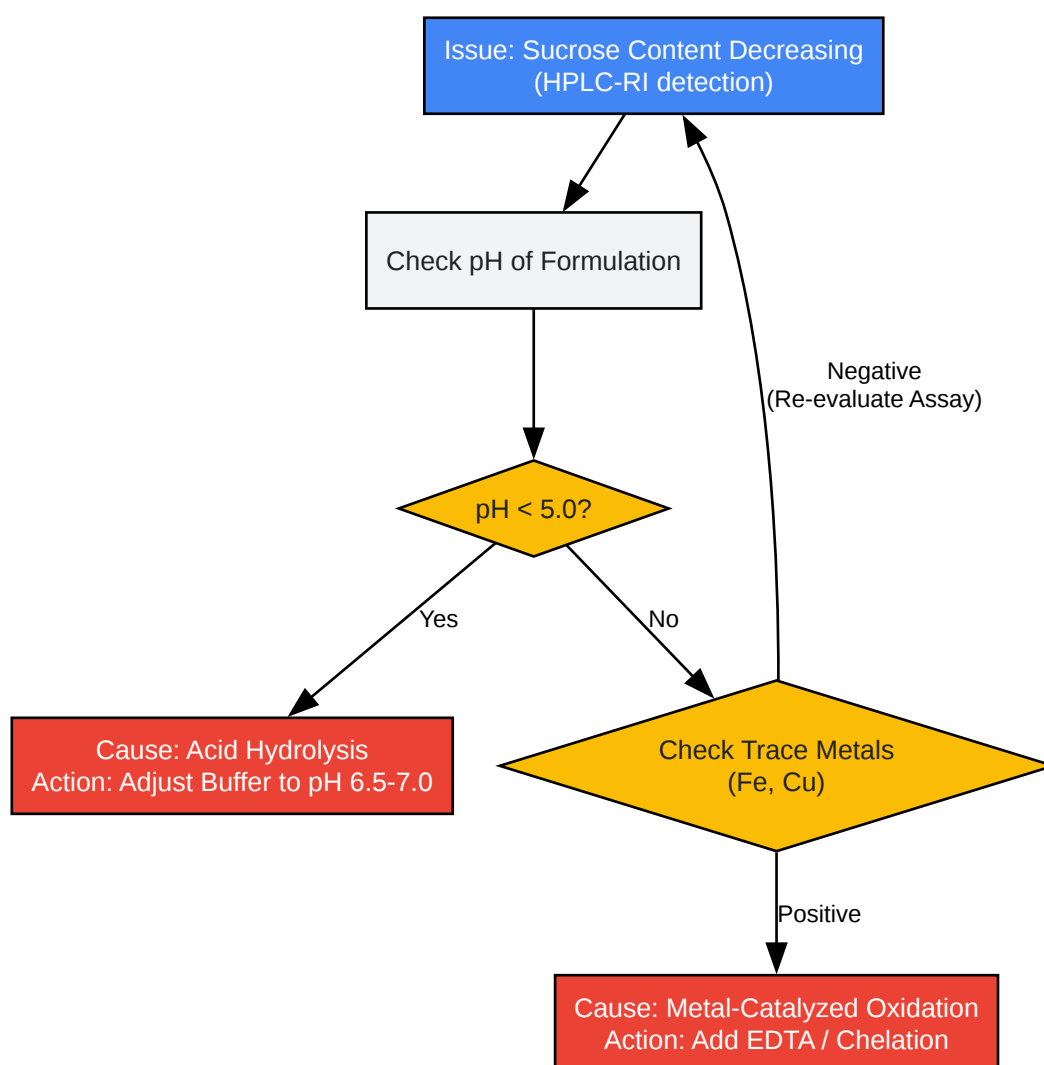 Issue: Sucrose Content Decreasing
(HPLC-RI detection)
Check pH of Formulation
Negative
(Re-evaluate Assay)
pH < 5.0?
Yes
No
Cause: Acid Hydrolysis
Action: Adjust Buffer to pH 6.5-7.0
Check Trace Metals
(Fe, Cu)
Positive
Cause: Metal-Catalyzed Oxidation
Action: Add EDTA / Chelation